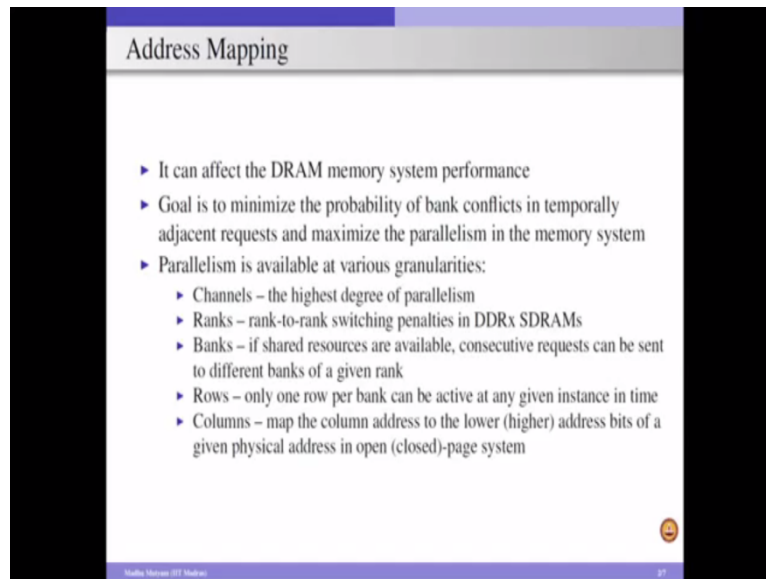 Address Mapping
► It can affect the DRAM memory system performance
► Goal is to minimize the probability of bank conflicts in temporally
adjacent requests and maximize the parallelism in the memory system
► Parallelism is available at various granularities:
► Channels – the highest degree of parallelism
► Ranks – rank-to-rank switching penalties in DDRx SDRAMs
► Banks – if shared resources are available, consecutive requests can be sent
to different banks of a given rank
► Rows – only one row per bank can be active at any given instance in time
► Columns – map the column address to the lower (higher) address bits of a
given physical address in open (closed)-page system
Madhu Mutyam (IIT Madras)
27